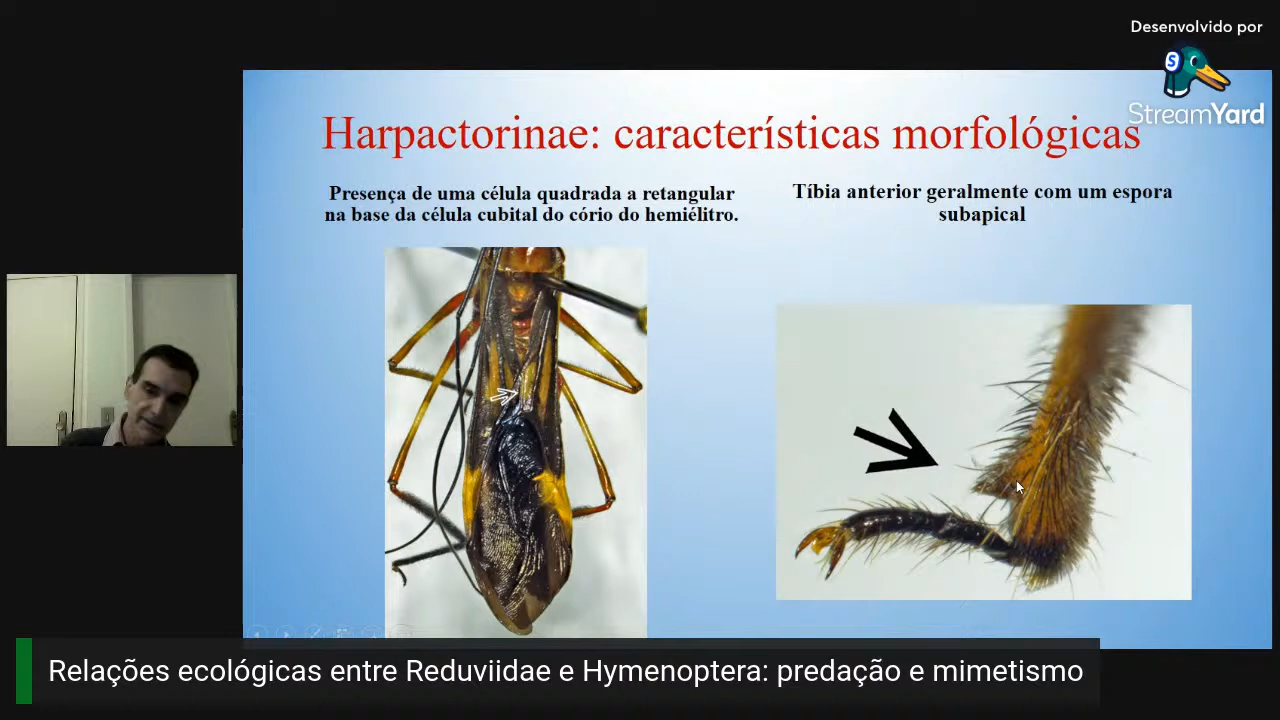 Desenvolvido por
StreamYard
Harpactorinae: características morfológicas
Presença de uma célula quadrada a retangular
na base da célula cubital do cório do hemiélitro.
Tíbia anterior geralmente com um espora
subapical
Relações ecológicas entre Reduviidae e Hymenoptera: predação e mimetismo